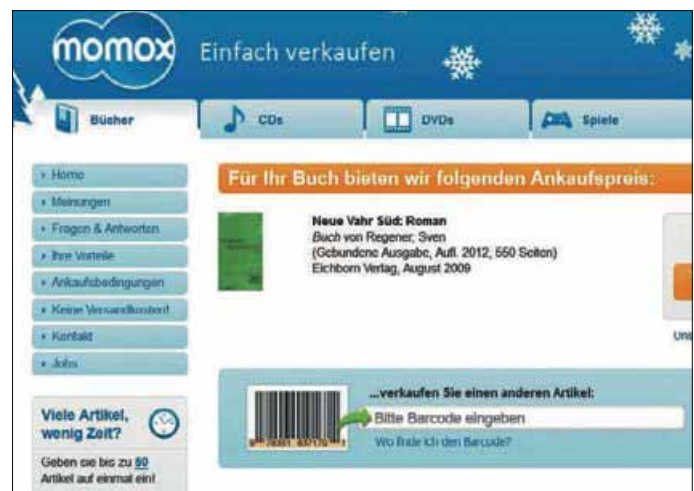 momox
Einfach verkaufen
Bücher
CDs
DVDs
Spiele
Home
Meinungen
Fragen & Antworten
Ihre Vorteile
Ankaufsbedingungen
Keine Versandkosten!
Kontakt
Jobs
Viele Artikel,
wenig Zeit?
Geben sie bis zu 50
Artikel auf einmal ein!
Für Ihr Buch bieten wir folgenden Ankaufspreis:
Neue Vahr Süd: Roman
Buch von Regener, Sven
(Gebundene Ausgabe, Aufl. 2012, 550 Seiten)
Eichborn Verlag, August 2009
...verkaufen Sie einen anderen Artikel:
Bitte Barcode eingeben
Wo finde ich den Barcode?